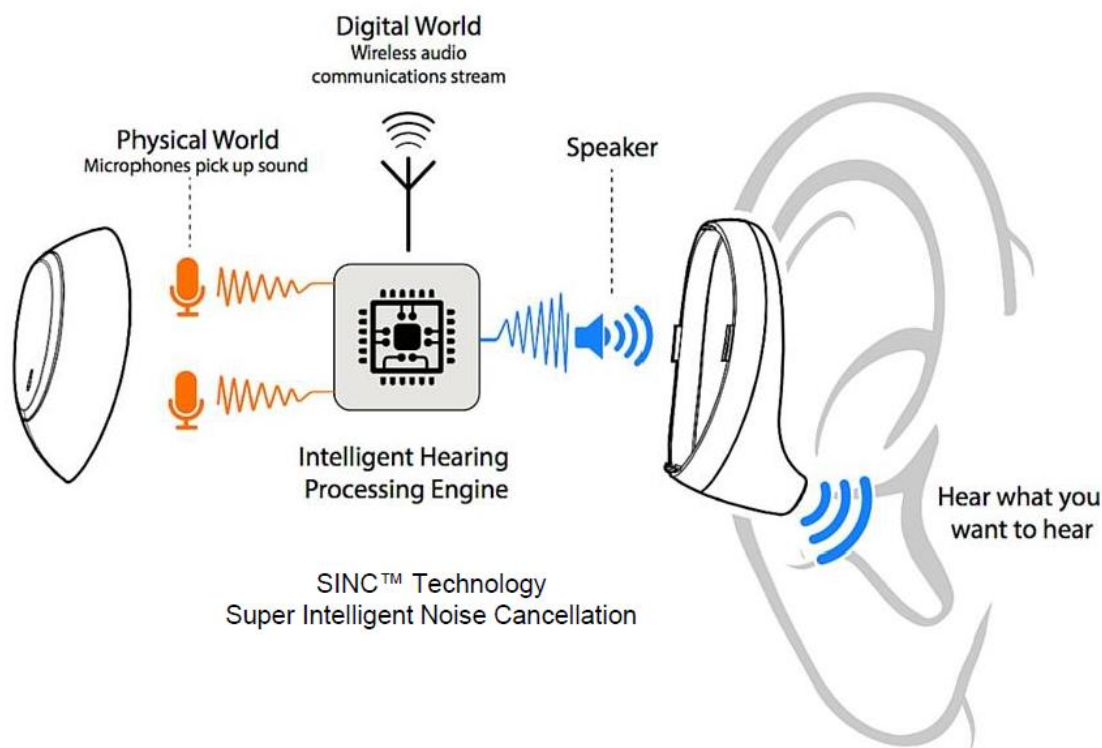 Digital World
Wireless audio
communications stream
Physical World
Microphones pick up sound
Speaker
Intelligent Hearing
Processing Engine
Hear what you
want to hear
SINC™ Technology
Super Intelligent Noise Cancellation